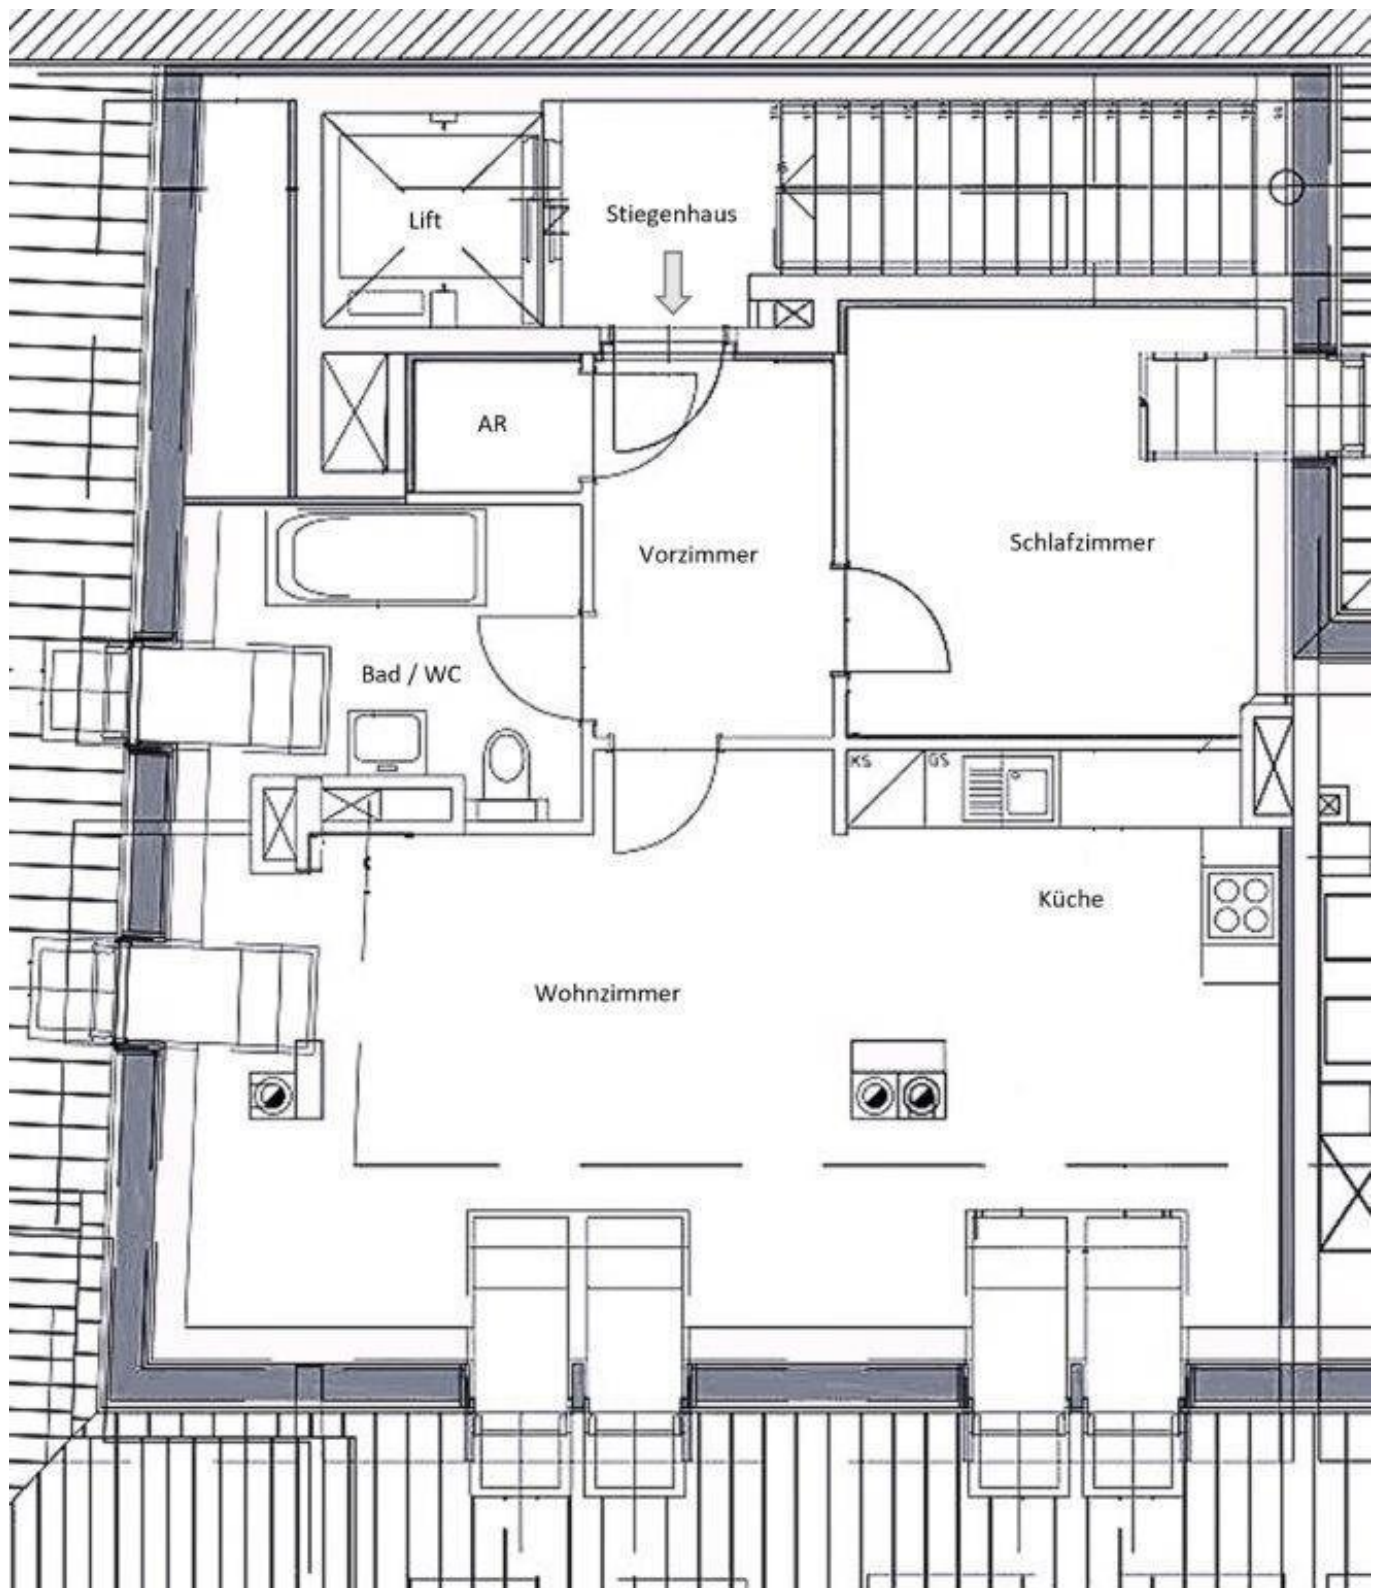 Lift
Stiegenhaus
AR
Vorzimmer
Schlafzimmer
Bad / WC
KS
GS
Küche
Wohnzimmer